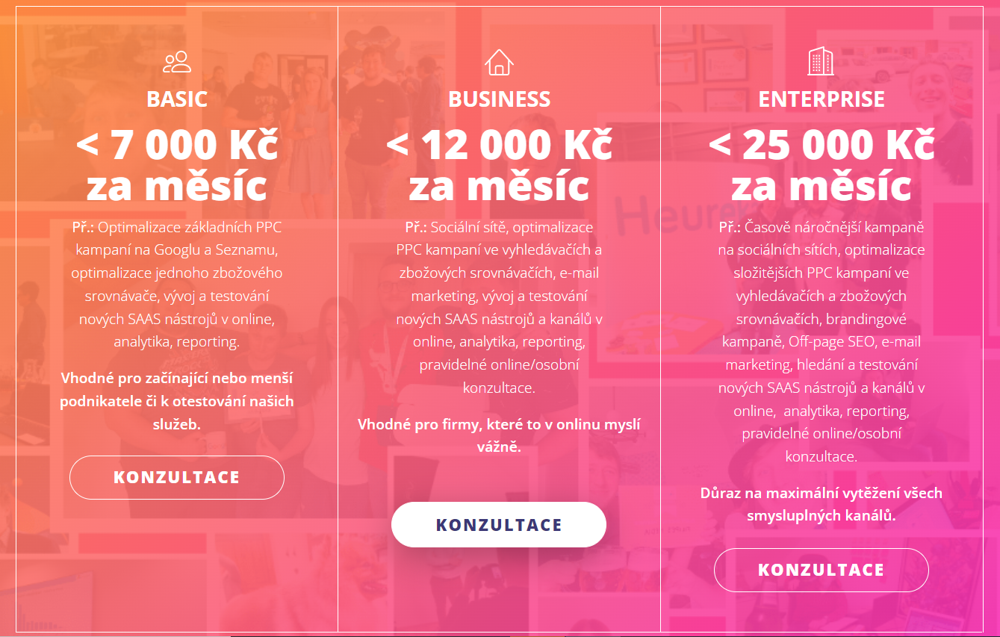 BASIC
< 7 000 Kč
za měsíc
Př.: Optimalizace základních PPC
kampaní na Googlu a Seznamu,
optimalizace jednoho zbožového
srovnávače, vývoj a testování
nových SAAS nástrojů v online,
analytika, reporting.
Vhodné pro začínající nebo menší
podnikatele či k otestování našich
služeb.
KONZULTACE
BUSINESS
< 12 000 Kč
za měsíc
Př.: Sociální sítě, optimalizace
PPC kampaní ve vyhledávačích a
zbožových srovnávačích, e-mail
marketing, vývoj a testování
nových SAAS nástrojů a kanálů v
online, analytika, reporting,
pravidelné online/osobní
konzultace.
Vhodné pro firmy, které to v onlinu myslí
vážně.
KONZULTACE
ENTERPRISE
< 25 000 Kč
za měsíc
Př.: Časově náročnější kampaně
na sociálních sítích, optimalizace
složitějších PPC kampaní ve
vyhledávačích a zbožových
srovnávačích, brandingové
kampaně, Off-page SEO, e-mail
marketing, hledání a testování
nových SAAS nástrojů a kanálů v
online,  analytika, reporting,
pravidelné online/osobní
konzultace.
Důraz na maximální vytěžení všech
smysluplných kanálů.
KONZULTACE